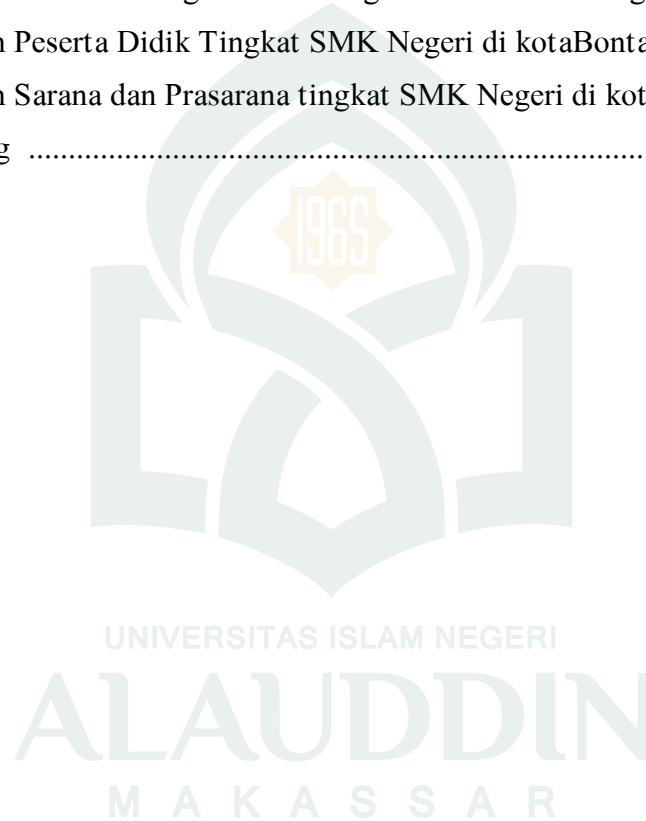 n Peserta Didik Tingkat SMK Negeri di kotaBonta
n Sarana dan Prasarana tingkat SMK Negeri di kot
g ....................................................................................................
1965
UNIVERSITAS ISLAM NEGERI
ALAUDDIN
MAKASSAR